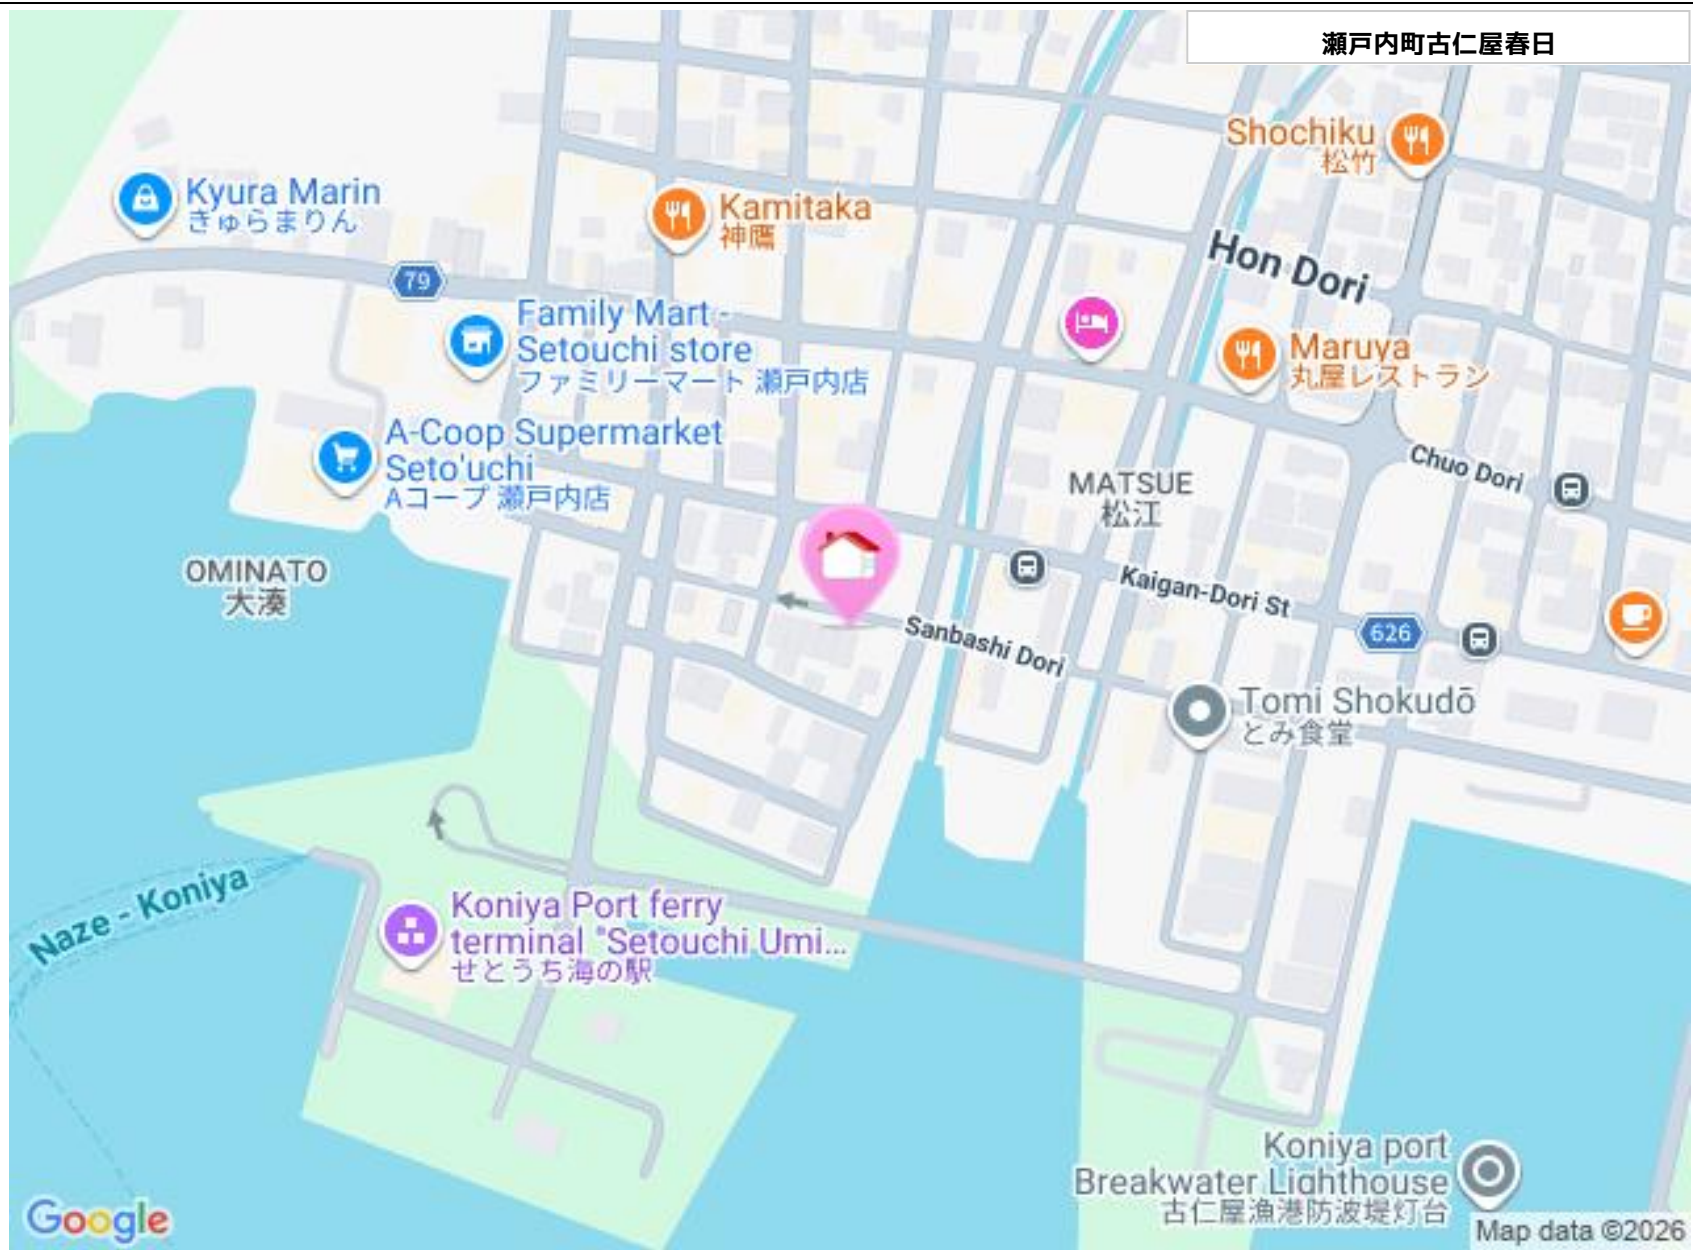 瀬戸内町古仁屋春日
Shochiku
松竹
Kyura Marin
きゅらまりん
Kamitaka
神鷹
Hon Dori
79
Family Mart -
Setouchi store
ファミリーマート 瀬戸内店
Maruya
丸屋レストラン
A-Coop Supermarket
Seto'uchi
Aコープ 瀬戸内店
Chuo Dori
MATSUE
松江
OMINATO
大湊
Kaigan-Dori St
626
Sanbashi Dori
Tomi Shokudō
とみ食堂
Naze - Koniya
Koniya Port ferry
terminal "Setouchi Umi...
せとうち海の駅
Koniya port
Breakwater Lighthouse
古仁屋漁港防波堤灯台
Google
Map data ©2026